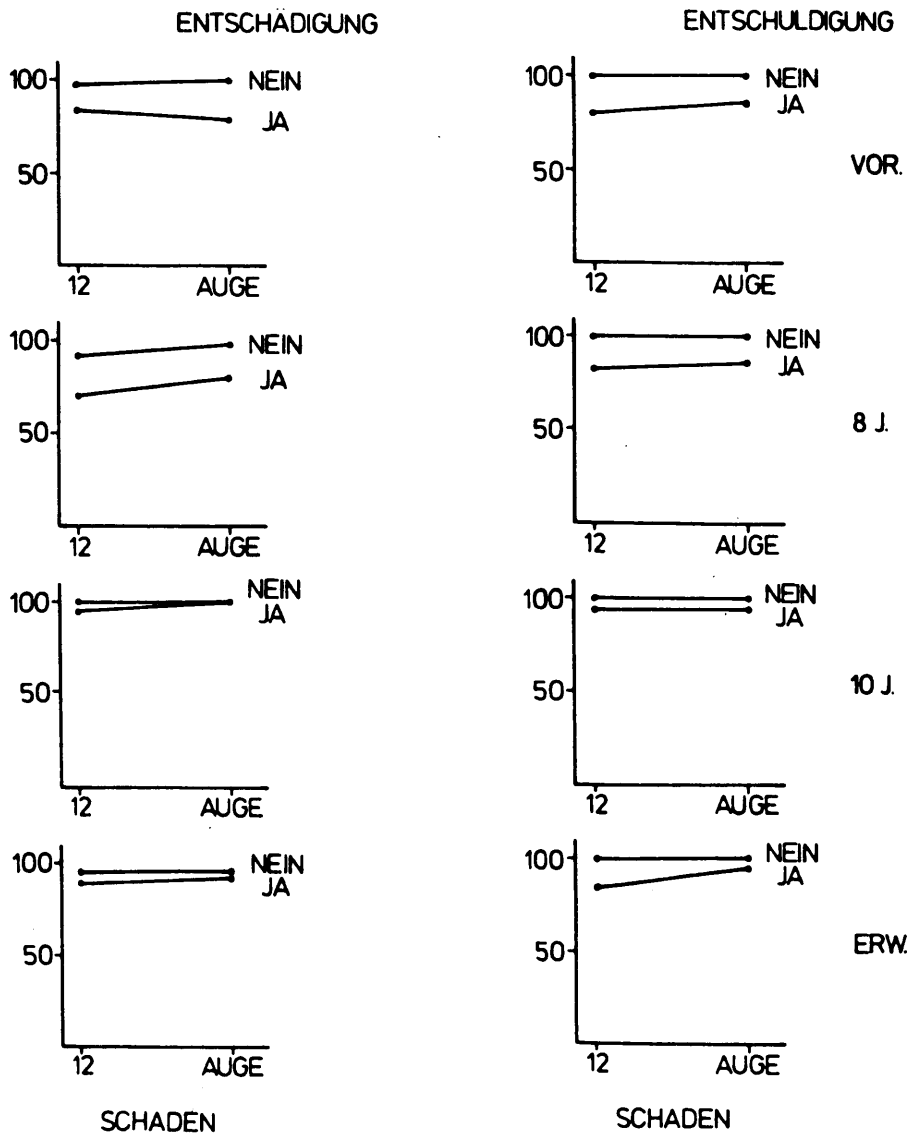 ENTSCHÄDIGUNG ENTSCHULDIGUNG
100 NEIN 100 NEIN
JA JA
50 50 VOR.
12 AUGE 12 AUGE
100 NEIN 100 NEIN
JA JA
50 50 8 J.
12 AUGE 12 AUGE
100 NEIN 100 NEIN
JA JA
50 50 10 J.
12 AUGE 12 AUGE
100 NEIN 100 NEIN
JA JA
50 50 ERW.
12 AUGE 12 AUGE
SCHADEN SCHADEN